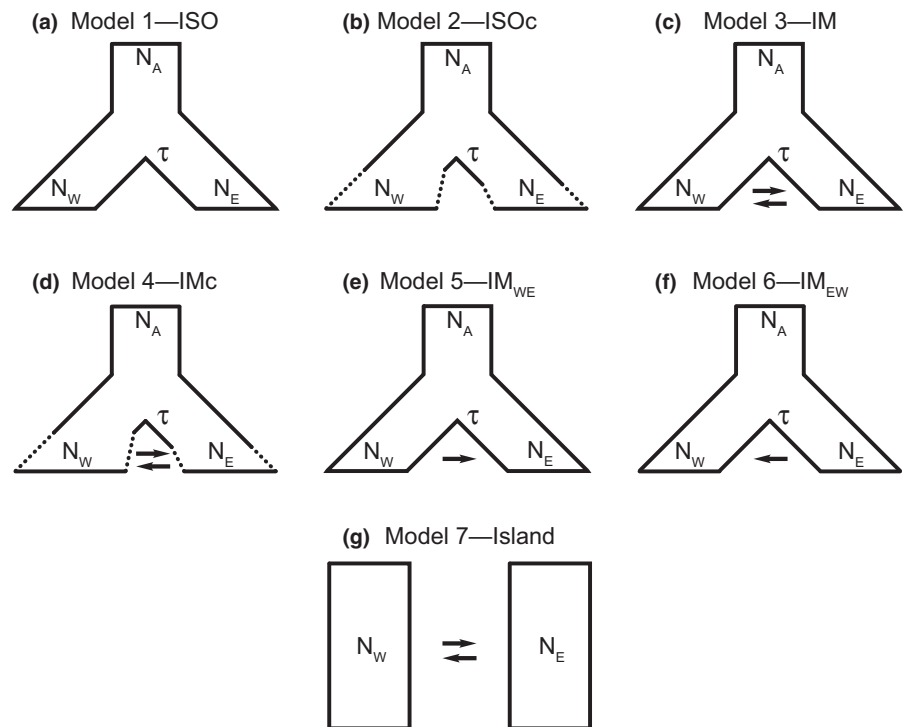 (a) Model 1—ISO
(b) Model 2—ISOc
(c) Model 3—IM
N_A
N_A
N_A
τ
τ
τ
N_W
N_E
N_W
N_E
N_W
N_E
(d) Model 4—IMc
(e) Model 5—IM_WE
(f) Model 6—IM_EW
N_A
N_A
N_A
τ
τ
τ
N_W
N_E
N_W
N_E
N_W
N_E
(g) Model 7—Island
N_W
N_E